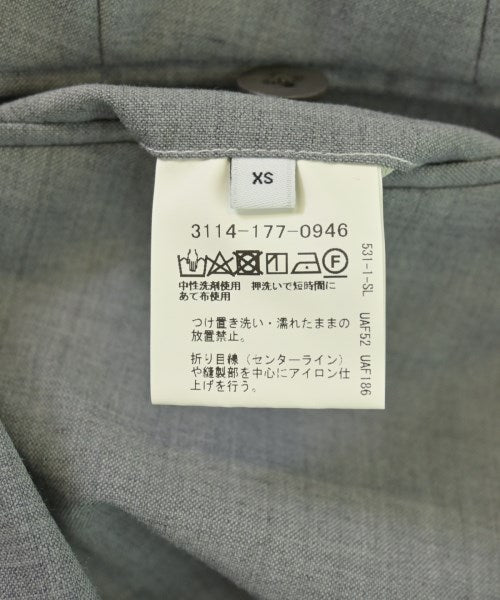 XS
3114-177-0946
F
中性洗剤使用 押洗いで短時間に
あて布使用
つけ置き洗い・濡れたままの
放置禁止。
折り目線（センターライン）
や縫製部を中心にアイロン仕
上げを行う。
531-1-SL UAF52 UAF186